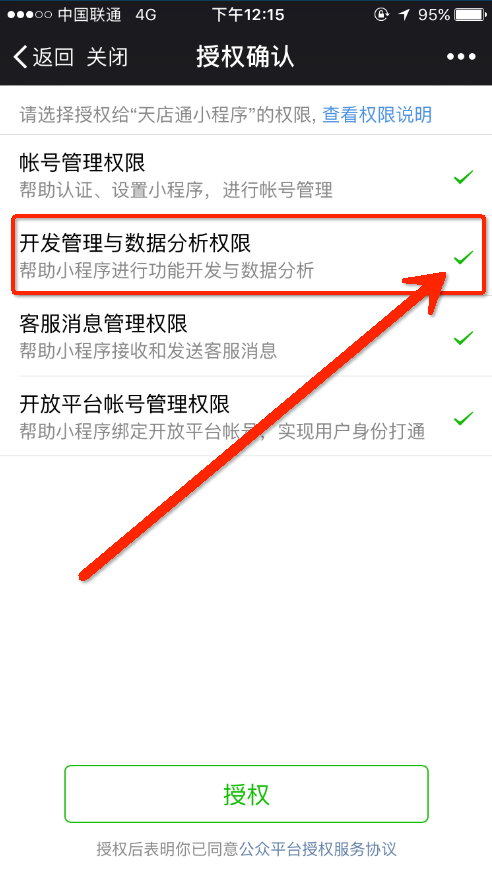 中国联通 4G 下午12:15 95%
返回 关闭 授权确认
请选择授权给“天店通小程序”的权限, 查看权限说明
帐号管理权限
帮助认证、设置小程序，进行帐号管理
开发管理与数据分析权限
帮助小程序进行功能开发与数据分析
客服消息管理权限
帮助小程序接收和发送客服消息
开放平台帐号管理权限
帮助小程序绑定开放平台帐号，实现用户身份打通
授权
授权后表明你已同意公众平台授权服务协议